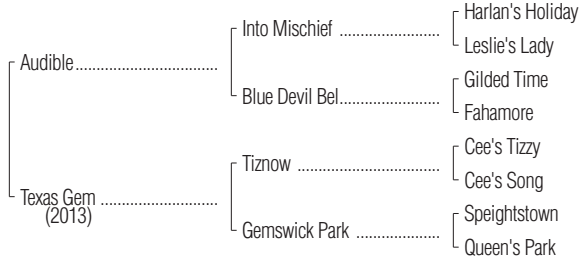 Harlan's Holiday
Into Mischief ....................
Leslie's Lady
Audible ..............................
Gilded Time
Blue Devil Bel ....................
Fahamore
Cee's Tizzy
Tiznow .............................
Cee's Song
Texas Gem ........................
(2013)
Speightstown
Gemswick Park .................
Queen's Park